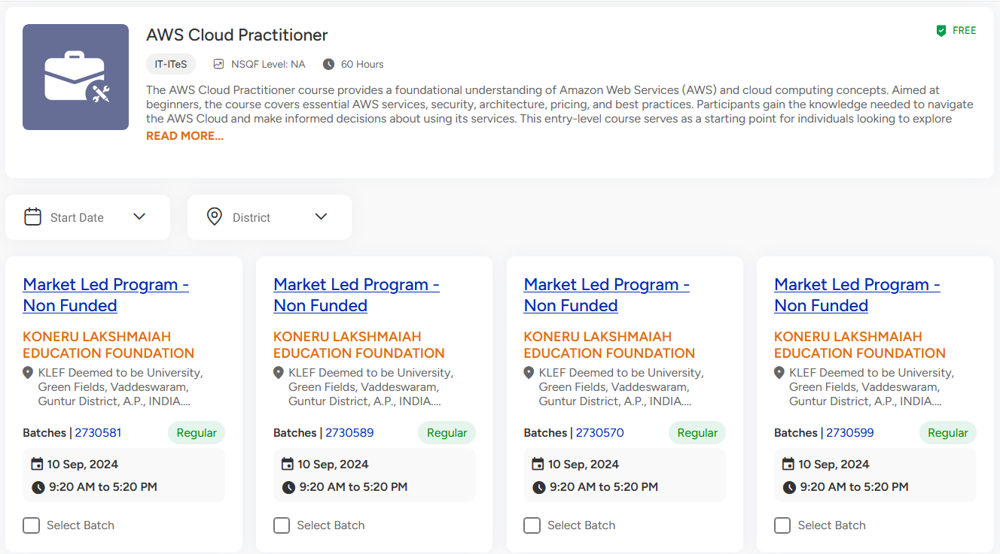 AWS Cloud Practitioner
FREE
IT-ITeS NSQF Level: NA 60 Hours
The AWS Cloud Practitioner course provides a foundational understanding of Amazon Web Services (AWS) and cloud computing concepts. Aimed at
beginners, the course covers essential AWS services, security, architecture, pricing, and best practices. Participants gain the knowledge needed to navigate
the AWS Cloud and make informed decisions about using its services. This entry-level course serves as a starting point for individuals looking to explore
READ MORE...
Start Date
District
Market Led Program -
Non Funded
KONERU LAKSHMAIAH
EDUCATION FOUNDATION
KLEF Deemed to be University,
Green Fields, Vaddeswaram,
Guntur District, A.P., INDIA....
Batches | 2730581 Regular
10 Sep, 2024
9:20 AM to 5:20 PM
Select Batch
Market Led Program -
Non Funded
KONERU LAKSHMAIAH
EDUCATION FOUNDATION
KLEF Deemed to be University,
Green Fields, Vaddeswaram,
Guntur District, A.P., INDIA....
Batches | 2730589 Regular
10 Sep, 2024
9:20 AM to 5:20 PM
Select Batch
Market Led Program -
Non Funded
KONERU LAKSHMAIAH
EDUCATION FOUNDATION
KLEF Deemed to be University,
Green Fields, Vaddeswaram,
Guntur District, A.P., INDIA....
Batches | 2730570 Regular
10 Sep, 2024
9:20 AM to 5:20 PM
Select Batch
Market Led Program -
Non Funded
KONERU LAKSHMAIAH
EDUCATION FOUNDATION
KLEF Deemed to be University,
Green Fields, Vaddeswaram,
Guntur District, A.P., INDIA....
Batches | 2730599 Regular
10 Sep, 2024
9:20 AM to 5:20 PM
Select Batch